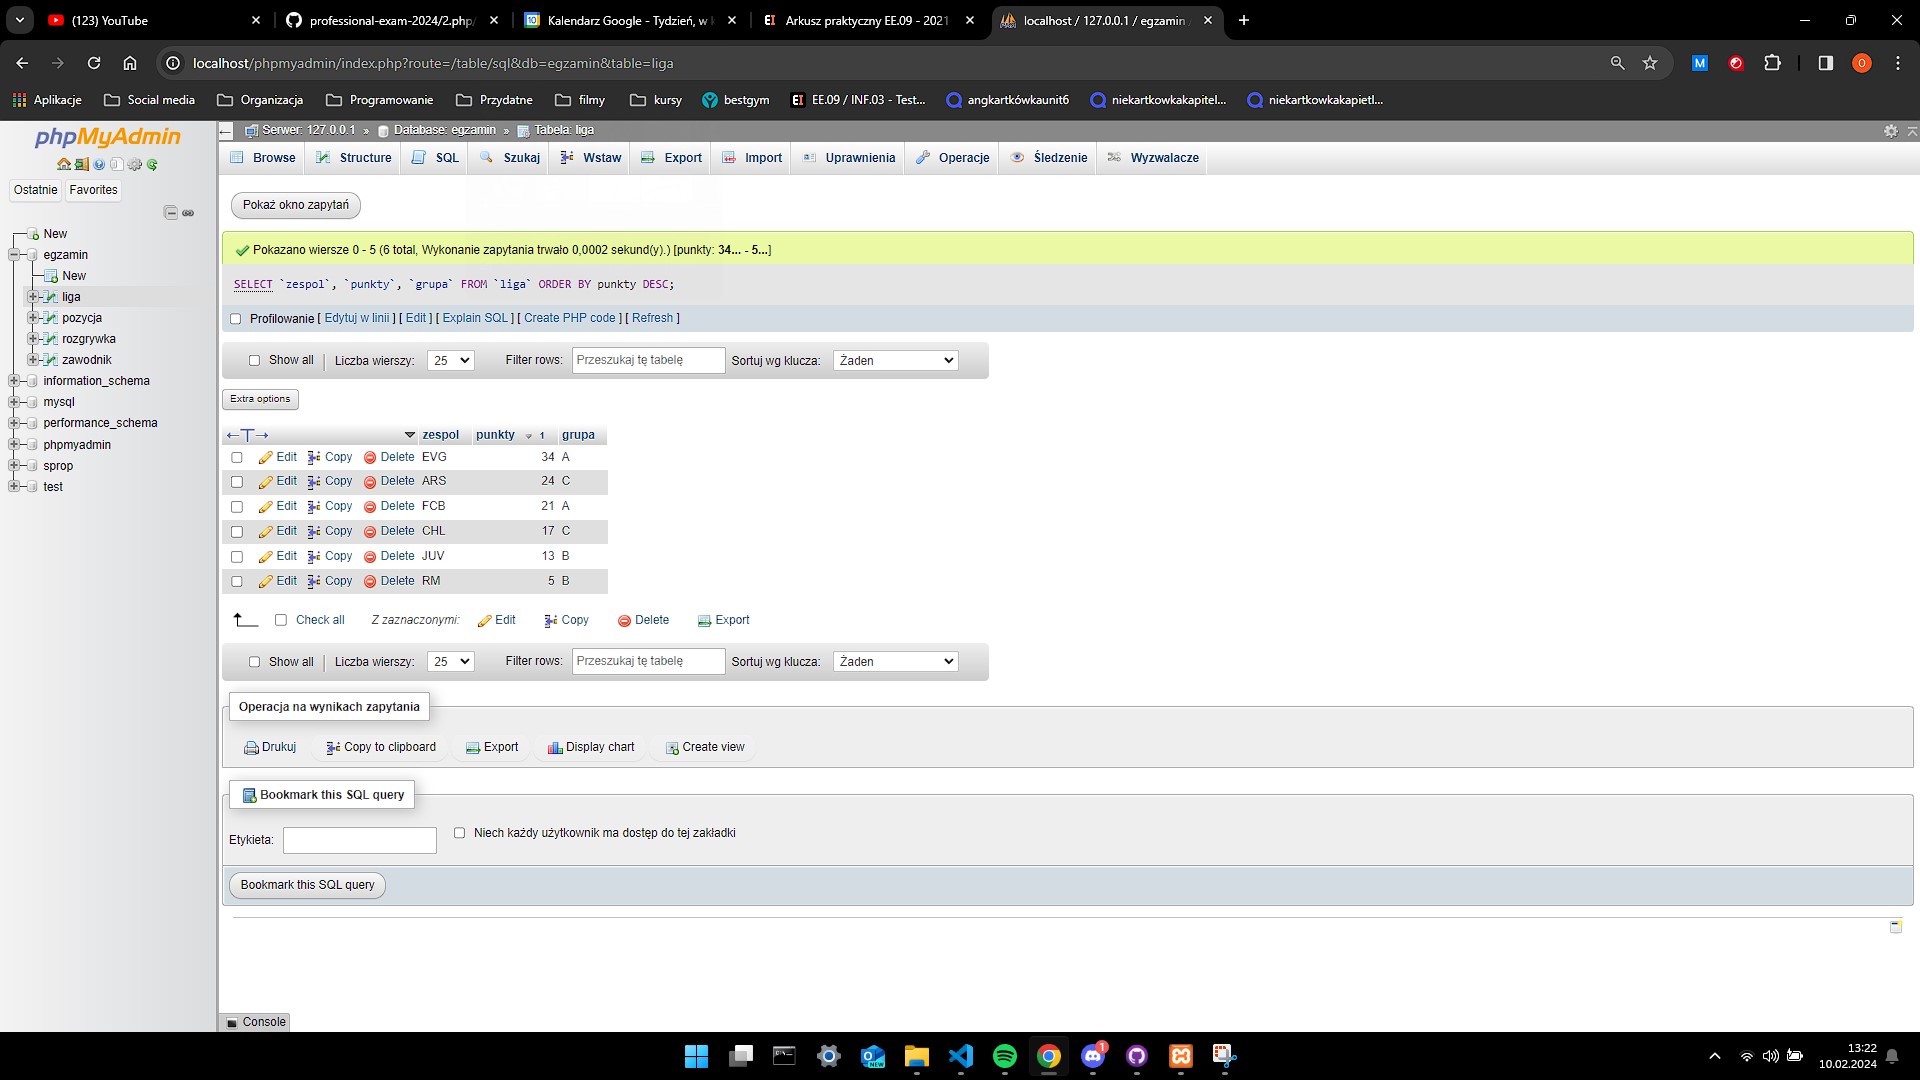 (123) YouTube
professional-exam-2024/2.php
Kalendarz Google - Tydzień, w
Arkusz praktyczny EE.09 - 2021
localhost / 127.0.0.1 / egzamin
localhost/phpmyadmin/index.php?route=/table/sql&db=egzamin&table=liga
Aplikacje Social media Organizacja Programowanie Przydatne filmy kursy bestgym EE.09 / INF.03 - Test... angkartkówkaunit6 niekartkowkakapitel... niekartkowkakapietl...
phpMyAdmin
Ostatnie Favorites
New
egzamin
New
liga
pozycja
rozgrywka
zawodnik
information_schema
mysql
performance_schema
phpmyadmin
sprop
test
Serwer: 127.0.0.1 » Database: egzamin » Tabela: liga
Browse Structure SQL Szukaj Wstaw Export Import Uprawnienia Operacje Śledzenie Wyzwalacze
Pokaż okno zapytań
Pokazano wiersze 0 - 5 (6 total, Wykonanie zapytania trwało 0,0002 sekund(y).) [punkty: 34... - 5...]
SELECT `zespol`, `punkty`, `grupa` FROM `liga` ORDER BY punkty DESC;
Profilowanie [ Edytuj w linii ] [ Edit ] [ Explain SQL ] [ Create PHP code ] [ Refresh ]
Show all Liczba wierszy: 25 Filter rows: Przeszukaj tę tabelę Sortuj wg klucza: Żaden
Extra options
zespol punkty 1 grupa
Edit Copy Delete EVG 34 A
Edit Copy Delete ARS 24 C
Edit Copy Delete FCB 21 A
Edit Copy Delete CHL 17 C
Edit Copy Delete JUV 13 B
Edit Copy Delete RM 5 B
Check all Z zaznaczonymi: Edit Copy Delete Export
Show all Liczba wierszy: 25 Filter rows: Przeszukaj tę tabelę Sortuj wg klucza: Żaden
Operacja na wynikach zapytania
Drukuj Copy to clipboard Export Display chart Create view
Bookmark this SQL query
Etykieta: Niech każdy użytkownik ma dostęp do tej zakładki
Bookmark this SQL query
Console
13:22
10.02.2024